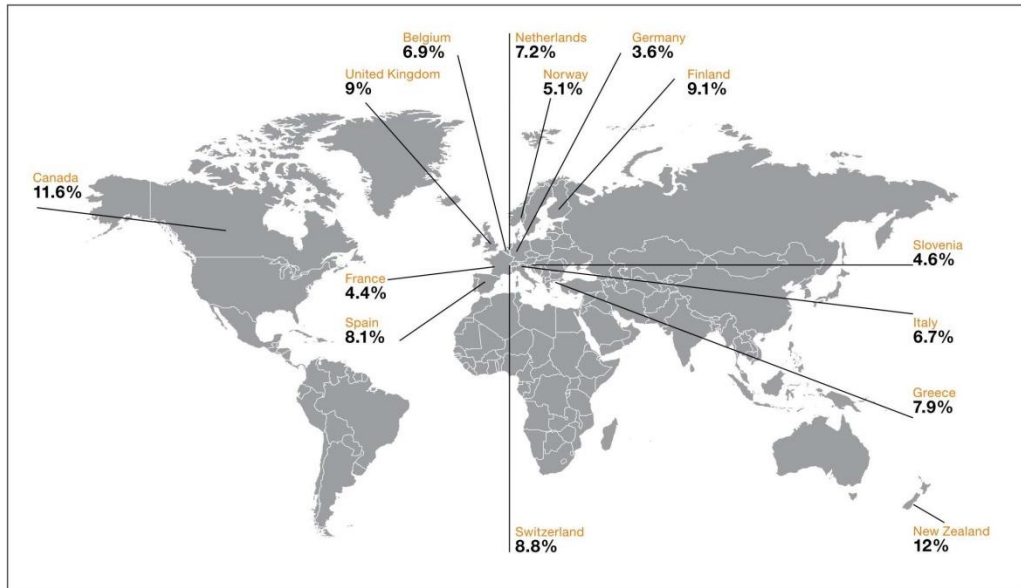 Belgium
6.9%
Netherlands
7.2%
Germany
3.6%
United Kingdom
9%
Norway
5.1%
Finland
9.1%
Canada
11.6%
Slovenia
4.6%
France
4.4%
Spain
8.1%
Italy
6.7%
Greece
7.9%
Switzerland
8.8%
New Zealand
12%